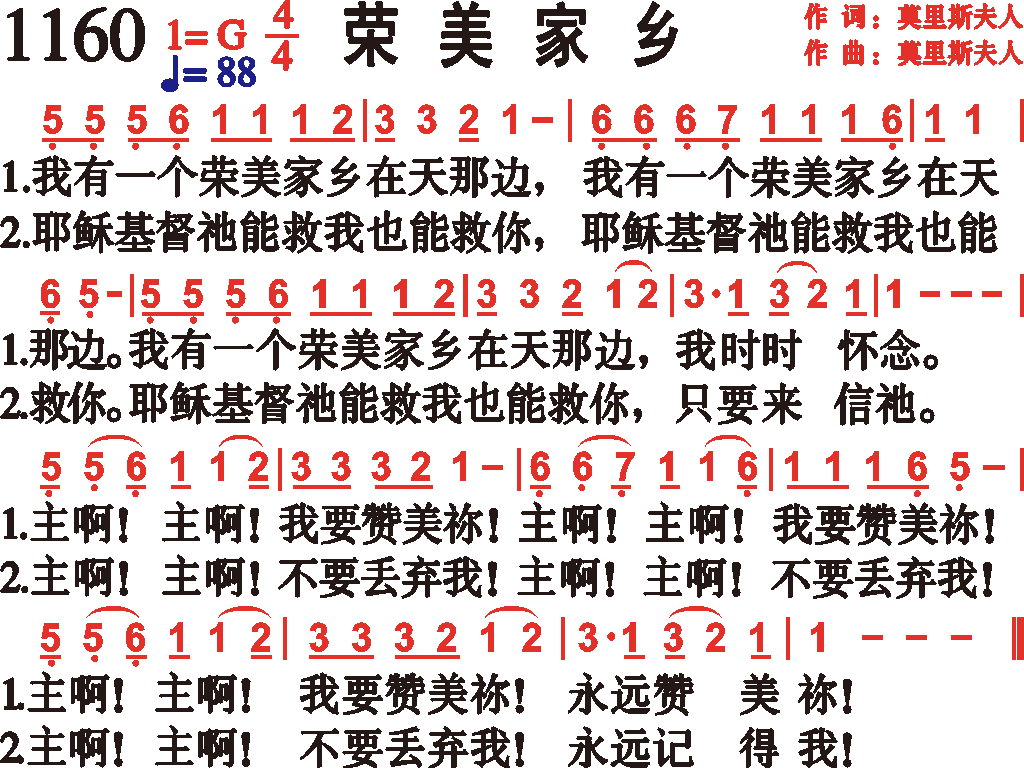 1160 1=G 4/4 荣美家乡 作 词：莫里斯夫人
♩=88 作 曲：莫里斯夫人
5 5 5 6 1 1 1 2|3 3 2 1 –|6 6 6 7 1 1 1 6|1 1 |
1.我有一个荣美家乡在天那边， 我有一个荣美家乡在天
2.耶稣基督祂能救我也能救你， 耶稣基督祂能救我也能
6 5 –|5 5 5 6 1 1 1 2|3 3 2 1 2|3·1 3 2 1|1 – – –|
1.那边。我有一个荣美家乡在天那边，我时时 怀念。
2.救你。耶稣基督祂能救我也能救你，只要来 信祂。
5 5 6 1 1 2|3 3 3 2 1 –|6 6 7 1 1 6|1 1 1 6 5 –|
1.主啊！ 主啊！我要赞美祢！主啊！ 主啊！ 我要赞美祢！
2.主啊！ 主啊！不要丢弃我！主啊！ 主啊！ 不要丢弃我！
5 5 6 1 1 2| 3 3 3 2 1 2|3·1 3 2 1| 1 – – –‖
1.主啊！ 主啊！ 我要赞美祢！ 永远赞 美 祢！
2.主啊！ 主啊！ 不要丢弃我！ 永远记 得 我！